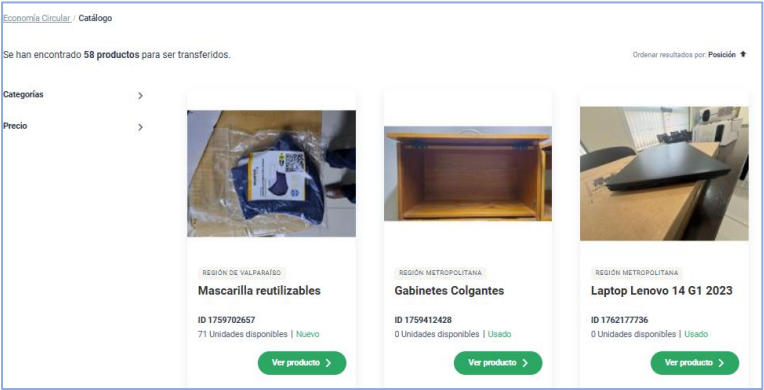 Economía Circular / Catálogo
Se han encontrado 58 productos para ser transferidos.
Ordenar resultados por: Posición
Categorías
Precio
REGIÓN DE VALPARAÍSO
Mascarilla reutilizables
ID 1759702657
71 Unidades disponibles | Nuevo
Ver producto
REGIÓN METROPOLITANA
Gabinetes Colgantes
ID 1759412428
0 Unidades disponibles | Usado
Ver producto
REGIÓN METROPOLITANA
Laptop Lenovo 14 G1 2023
ID 1762177736
0 Unidades disponibles | Usado
Ver producto